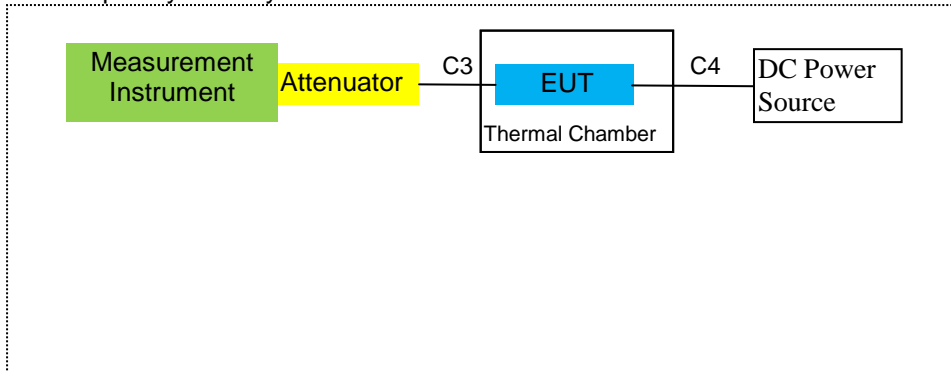 Measurement
Instrument
Attenuator
C3
EUT
Thermal Chamber
C4
DC Power
Source